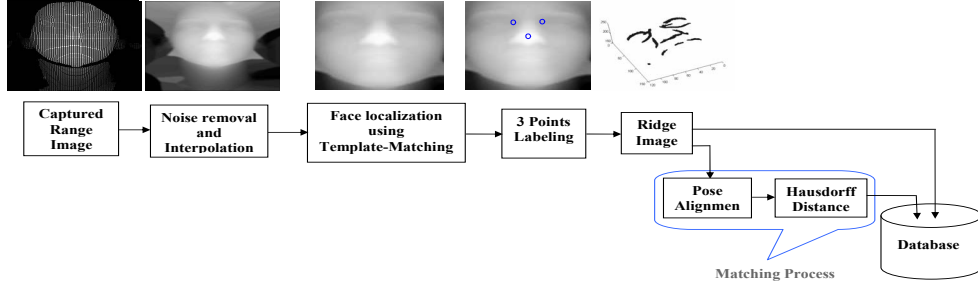 Captured
Range
Image
Noise removal
and
Interpolation
Face localization
using
Template-Matching
3 Points
Labeling
Ridge
Image
Pose
Alignmen
Hausdorff
Distance
Database
Matching Process